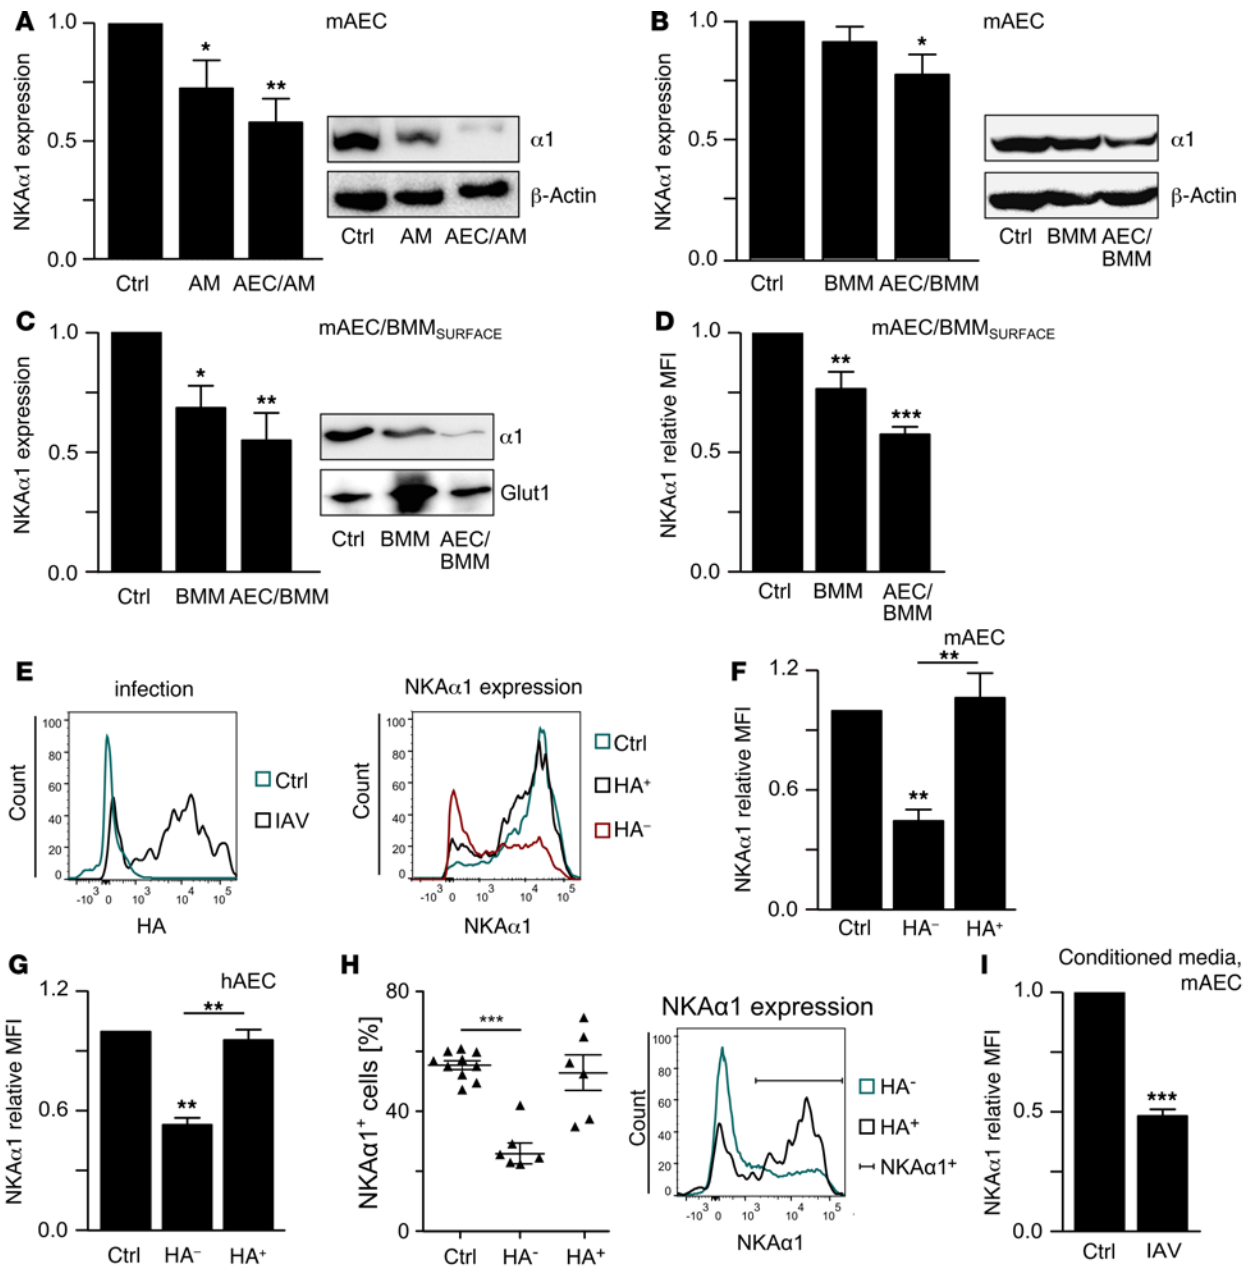 A
mAEC
NKAα1 expression
1.0
0.5
0.0
*
**
Ctrl
AM
AEC/AM
α1
β-Actin
Ctrl
AM
AEC/AM
B
mAEC
NKAα1 expression
1.0
0.5
0.0
*
Ctrl
BMM
AEC/BMM
α1
β-Actin
Ctrl
BMM
AEC/
BMM
C
mAEC/BMM SURFACE
NKAα1 expression
1.0
0.5
0.0
*
**
Ctrl
BMM
AEC/BMM
α1
Glut1
Ctrl
BMM
AEC/
BMM
D
mAEC/BMM SURFACE
NKAα1 relative MFI
1.0
0.5
0.0
**
***
Ctrl
BMM
AEC/
BMM
E
infection
Count
100
80
60
40
20
0
-10³ 0 10³ 10⁴ 10⁵
HA
Ctrl
IAV
NKAα1 expression
Count
100
80
60
40
20
0
-10³ 0 10³ 10⁴ 10⁵
NKAα1
Ctrl
HA⁺
HA⁻
F
mAEC
NKAα1 relative MFI
1.2
0.6
0.0
**
**
Ctrl
HA⁻
HA⁺
G
hAEC
NKAα1 relative MFI
1.2
0.6
0.0
**
**
Ctrl
HA⁻
HA⁺
H
NKAα1⁺ cells [%]
80
40
0
***
Ctrl
HA⁻
HA⁺
NKAα1 expression
Count
100
80
60
40
20
0
-10³ 0 10³ 10⁴ 10⁵
NKAα1
HA⁻
HA⁺
NKAα1⁺
I
Conditioned media,
mAEC
NKAα1 relative MFI
1.0
0.5
0.0
***
Ctrl
IAV